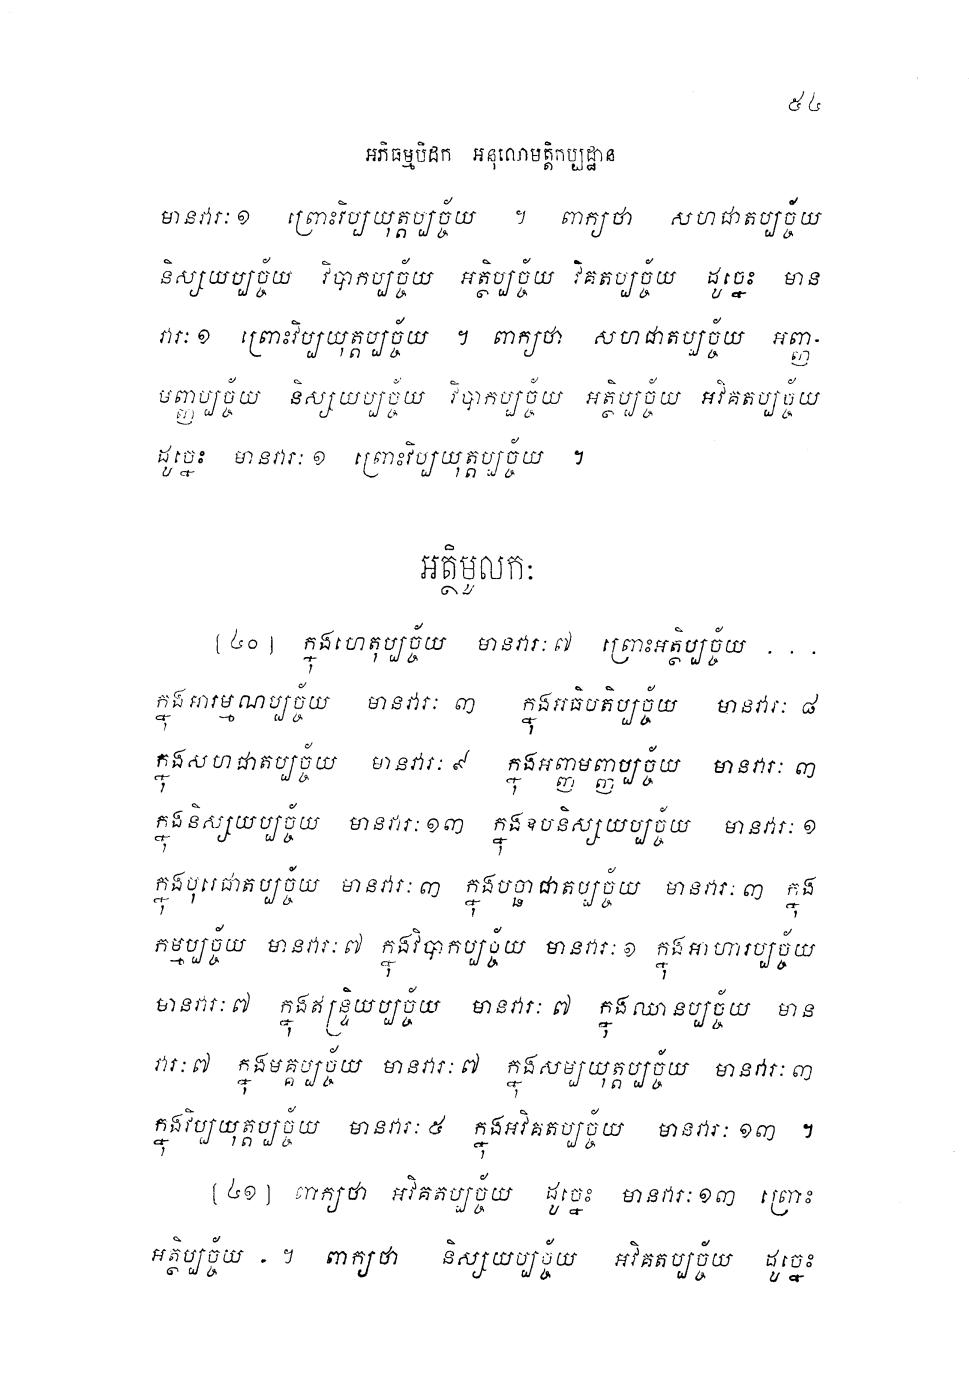 ៥៤
អភិធម្មបិដក អនុលោមត្តិកប្បដ្ឋាន
មានវារៈ១ ព្រោះវិប្បយុត្តប្បច្ច័យ ។ ពាក្យថា សហជាតប្បច្ច័យ
និស្សយប្បច្ច័យ វិបាកប្បច្ច័យ អត្ថិប្បច្ច័យ វិគតប្បច្ច័យ ដូច្នេះ មាន
វារៈ១ ព្រោះវិប្បយុត្តប្បច្ច័យ ។ ពាក្យថា សហជាតប្បច្ច័យ អញ្ញ-
មញ្ញប្បច្ច័យ និស្សយប្បច្ច័យ វិបាកប្បច្ច័យ អត្ថិប្បច្ច័យ អវិគតប្បច្ច័យ
ដូច្នេះ មានវារៈ១ ព្រោះវិប្បយុត្តប្បច្ច័យ ។
អត្ថិមូលកៈ
[៤០] ក្នុងហេតុប្បច្ច័យ មានវារៈ៧ ព្រោះអត្ថិប្បច្ច័យ . . .
ក្នុងអារម្មណប្បច្ច័យ មានវារៈ ៣ ក្នុងអធិបតិប្បច្ច័យ មានវារៈ ៨
ក្នុងសហជាតប្បច្ច័យ មានវារៈ ៩ ក្នុងអញ្ញមញ្ញប្បច្ច័យ មានវារៈ ៣
ក្នុងនិស្សយប្បច្ច័យ មានវារៈ១៣ ក្នុងឧបនិស្សយប្បច្ច័យ មានវារៈ ១
ក្នុងបុរេជាតប្បច្ច័យ មានវារៈ ៣ ក្នុងបច្ឆាជាតប្បច្ច័យ មានវារៈ ៣ ក្នុង
កម្មប្បច្ច័យ មានវារៈ ៧ ក្នុងវិបាកប្បច្ច័យ មានវារៈ ១ ក្នុងអាហារប្បច្ច័យ
មានវារៈ ៧ ក្នុងឥន្ទ្រិយប្បច្ច័យ មានវារៈ ៧ ក្នុងឈានប្បច្ច័យ មាន
វារៈ ៧ ក្នុងមគ្គប្បច្ច័យ មានវារៈ ៧ ក្នុងសម្បយុត្តប្បច្ច័យ មានវារៈ ៣
ក្នុងវិប្បយុត្តប្បច្ច័យ មានវារៈ ៥ ក្នុងអវិគតប្បច្ច័យ មានវារៈ ១៣ ។
[៤១] ពាក្យថា អវិគតប្បច្ច័យ ដូច្នេះ មានវារៈ១៣ ព្រោះ
អត្ថិប្បច្ច័យ . ។ ពាក្យថា និស្សយប្បច្ច័យ អវិគតប្បច្ច័យ ដូច្នេះ